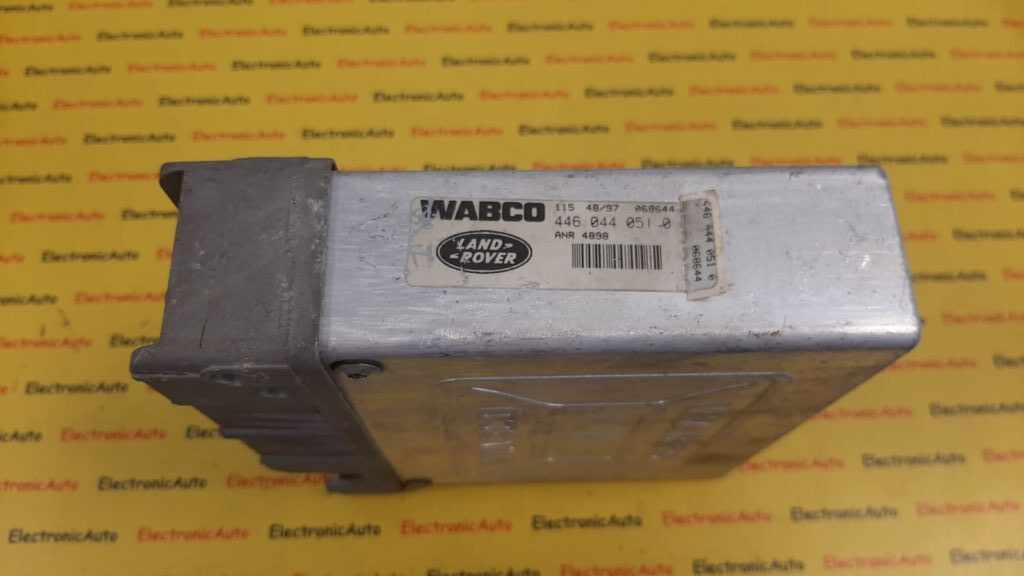 WABCO
115 48/97 068644
446 044 051 0
ANR 4898
LAND
ROVER
446 044 051 0
068644
ElectronicAuto